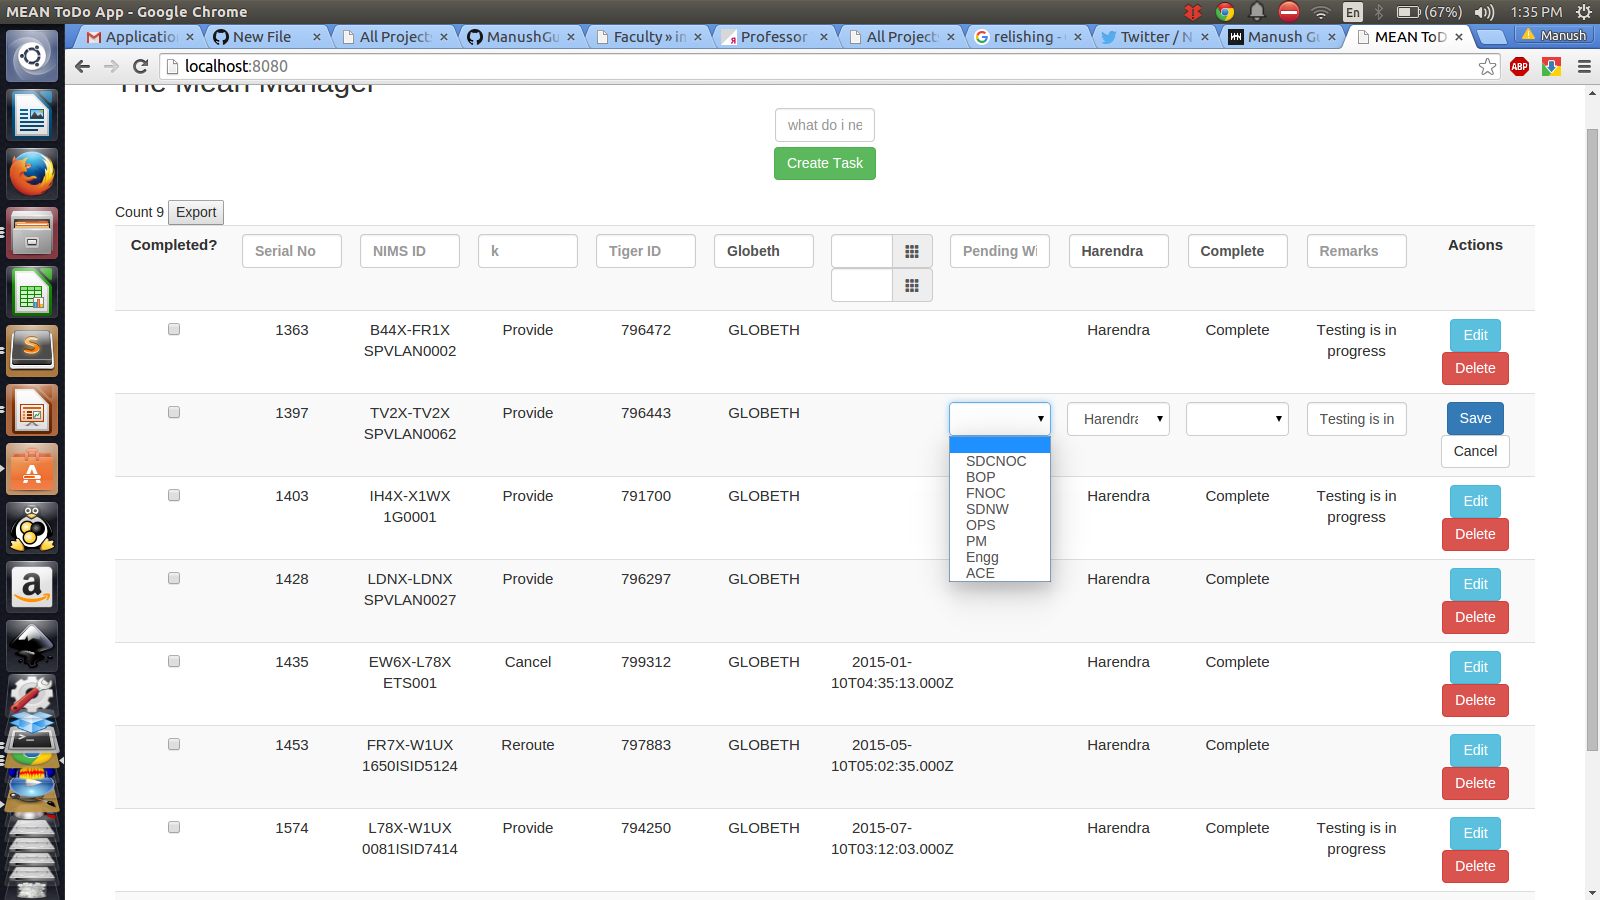 MEAN ToDo App - Google Chrome
En
(67%)
1:35 PM
Application
New File
All Project
ManushGu
Faculty » in
Professor
All Project
relishing -
Twitter / N
Manush Gu
MEAN ToD
Manush
localhost:8080
ABP
The Mean Manager
what do i ne
Create Task
Count 9 Export
Completed? Serial No NIMS ID k Tiger ID Globeth Pending Wi Harendra Complete Remarks Actions
1363 B44X-FR1X Provide 796472 GLOBETH Harendra Complete Testing is in Edit
SPVLAN0002 progress Delete
1397 TV2X-TV2X Provide 796443 GLOBETH Harendra Testing is in Save
SPVLAN0062 Cancel
SDCNOC
BOP
FNOC
SDNW
OPS
PM
Engg
ACE
1403 IH4X-X1WX Provide 791700 GLOBETH Harendra Complete Testing is in Edit
1G0001 progress Delete
1428 LDNX-LDNX Provide 796297 GLOBETH Harendra Complete Edit
SPVLAN0027 Delete
1435 EW6X-L78X Cancel 799312 GLOBETH 2015-01- Harendra Complete Edit
ETS001 10T04:35:13.000Z Delete
1453 FR7X-W1UX Reroute 797883 GLOBETH 2015-05- Harendra Complete Edit
1650ISID5124 10T05:02:35.000Z Delete
1574 L78X-W1UX Provide 794250 GLOBETH 2015-07- Harendra Complete Testing is in Edit
0081ISID7414 10T03:12:03.000Z progress Delete